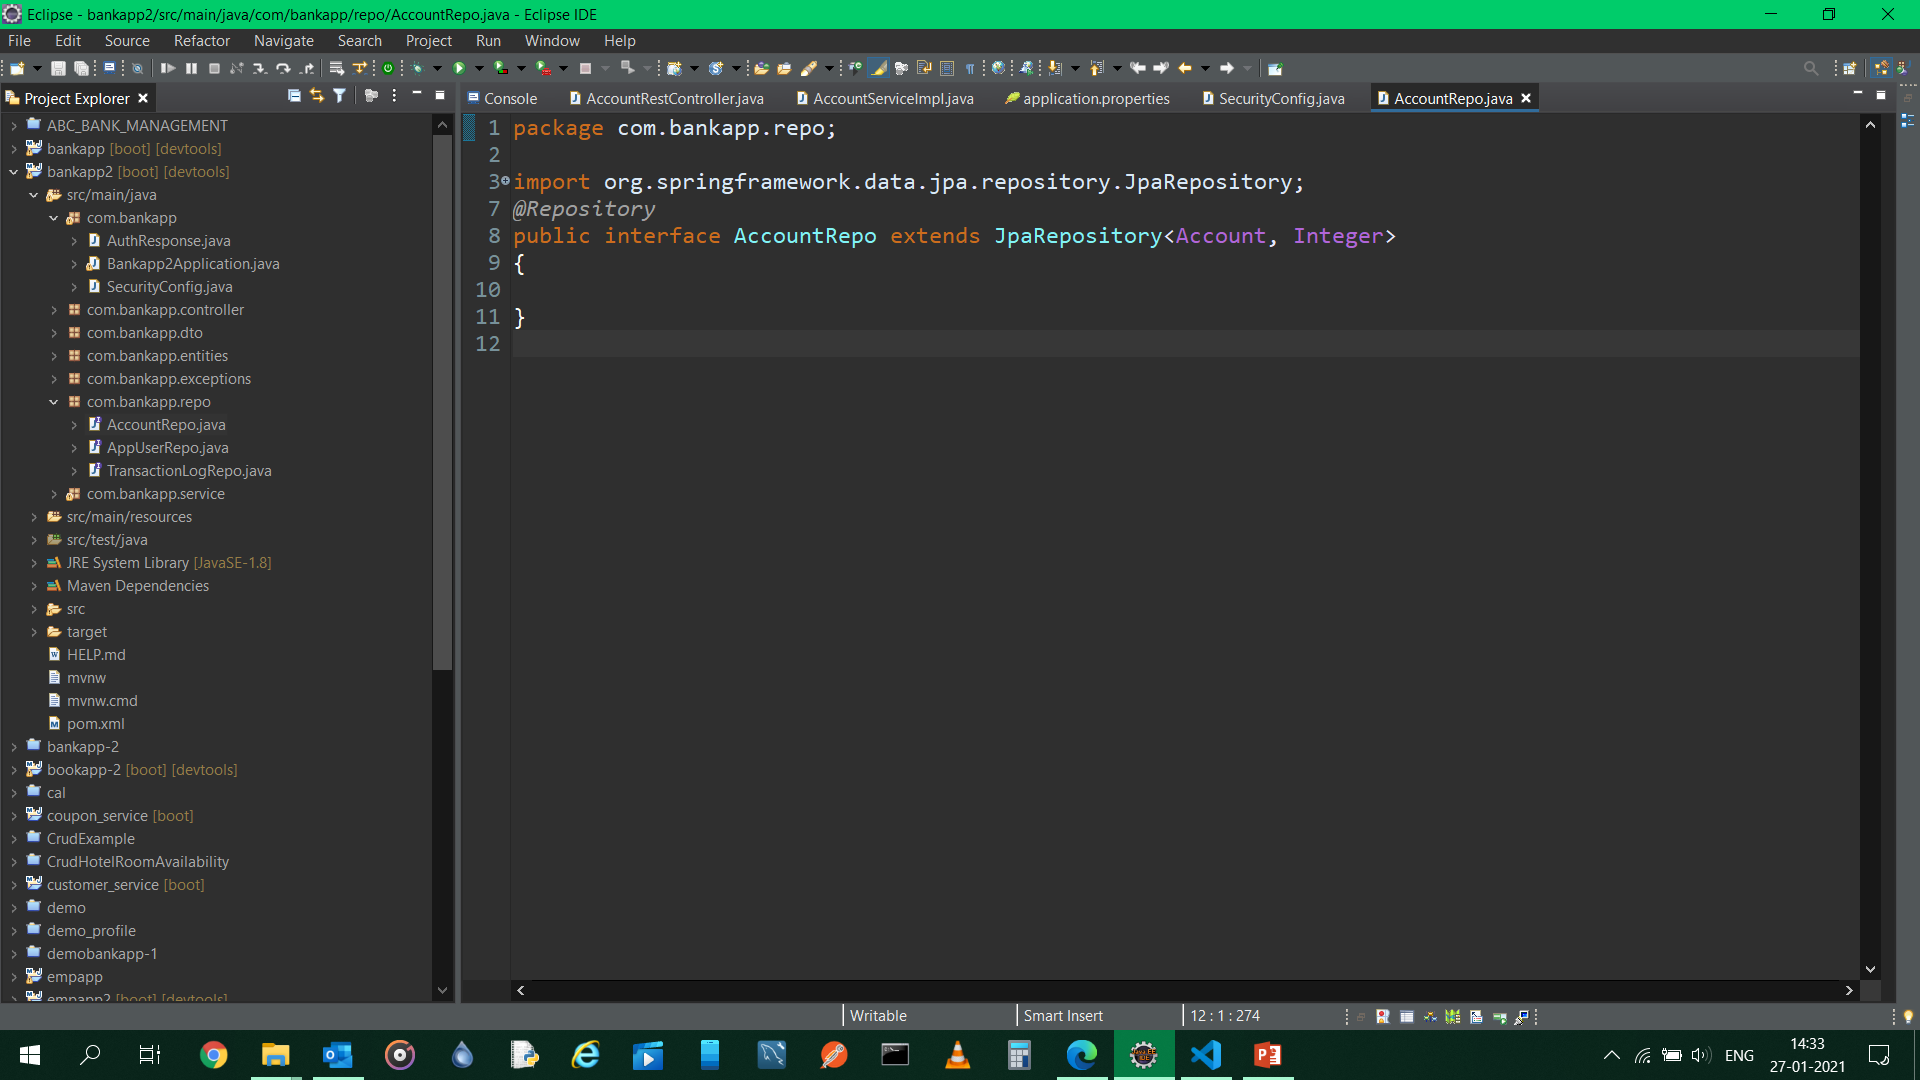 Eclipse - bankapp2/src/main/java/com/bankapp/repo/AccountRepo.java - Eclipse IDE
File Edit Source Refactor Navigate Search Project Run Window Help
Project Explorer
Console AccountRestController.java AccountServiceImpl.java application.properties SecurityConfig.java AccountRepo.java
ABC_BANK_MANAGEMENT
bankapp [boot] [devtools]
bankapp2 [boot] [devtools]
src/main/java
com.bankapp
AuthResponse.java
Bankapp2Application.java
SecurityConfig.java
com.bankapp.controller
com.bankapp.dto
com.bankapp.entities
com.bankapp.exceptions
com.bankapp.repo
AccountRepo.java
AppUserRepo.java
TransactionLogRepo.java
com.bankapp.service
src/main/resources
src/test/java
JRE System Library [JavaSE-1.8]
Maven Dependencies
src
target
HELP.md
mvnw
mvnw.cmd
pom.xml
bankapp-2
bookapp-2 [boot] [devtools]
cal
coupon_service [boot]
CrudExample
CrudHotelRoomAvailability
customer_service [boot]
demo
demo_profile
demobankapp-1
empapp
empapp2 [boot] [devtools]
1 package com.bankapp.repo;
2
3 import org.springframework.data.jpa.repository.JpaRepository;
7 @Repository
8 public interface AccountRepo extends JpaRepository<Account, Integer>
9 {
10
11 }
12
Writable Smart Insert 12 : 1 : 274
ENG
14:33
27-01-2021